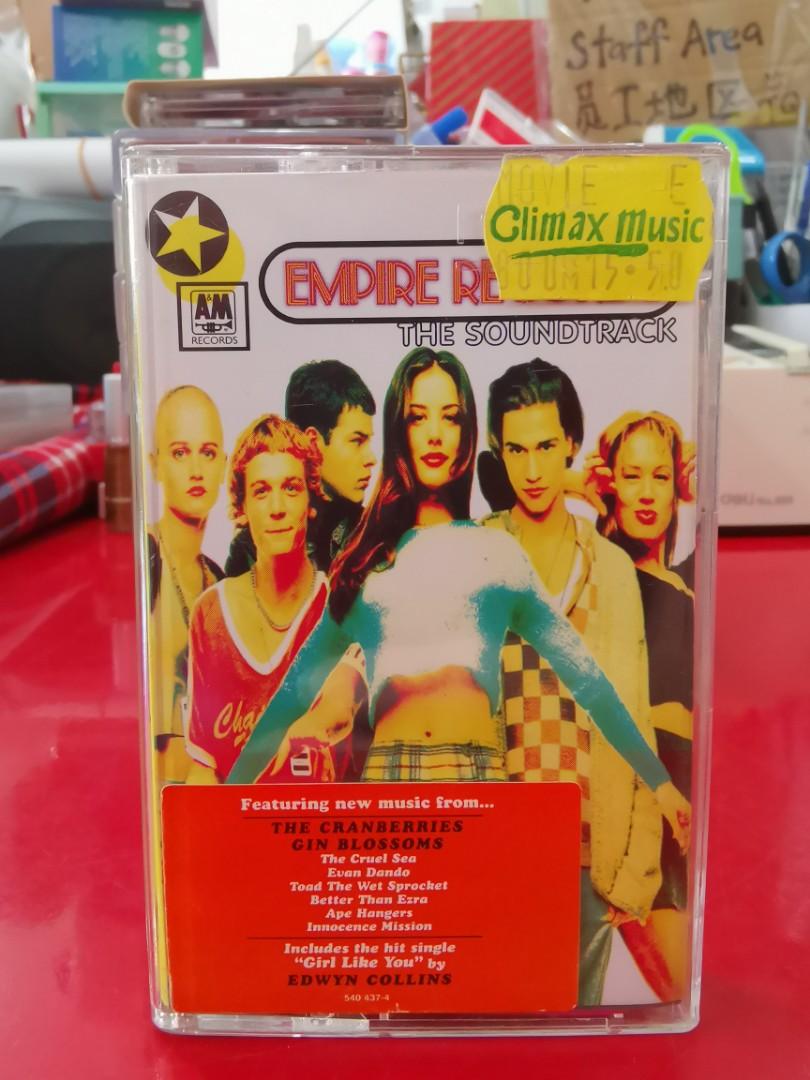 Staff Area
员工地区
Climax Music
EMPIRE RE
THE SOUNDTRACK
A&M
RECORDS
Featuring new music from...
THE CRANBERRIES
GIN BLOSSOMS
The Cruel Sea
Evan Dando
Toad The Wet Sprocket
Better Than Ezra
Ape Hangers
Innocence Mission
Includes the hit single
"Girl Like You" by
EDWYN COLLINS
540 437-4